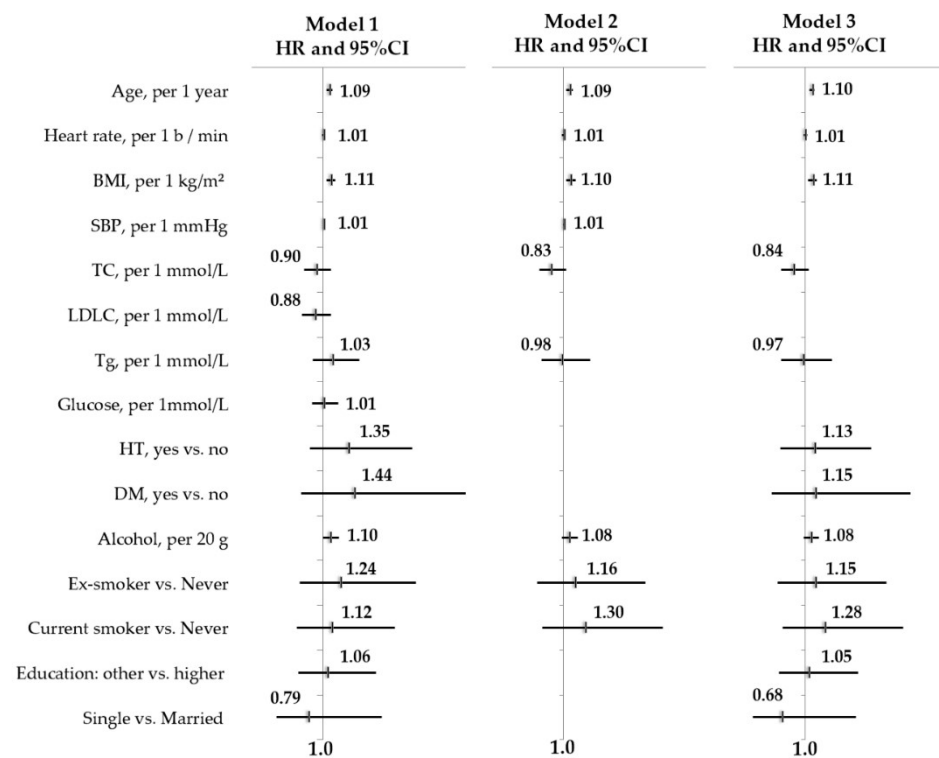 Model 1 Model 2 Model 3
HR and 95%CI HR and 95%CI HR and 95%CI
Age, per 1 year 1.09 1.09 1.10
Heart rate, per 1 b / min 1.01 1.01 1.01
BMI, per 1 kg/m² 1.11 1.10 1.11
SBP, per 1 mmHg 1.01 1.01
TC, per 1 mmol/L 0.90 0.83 0.84
LDLC, per 1 mmol/L 0.88
Tg, per 1 mmol/L 1.03 0.98 0.97
Glucose, per 1mmol/L 1.01
HT, yes vs. no 1.35 1.13
DM, yes vs. no 1.44 1.15
Alcohol, per 20 g 1.10 1.08 1.08
Ex-smoker vs. Never 1.24 1.16 1.15
Current smoker vs. Never 1.12 1.30 1.28
Education: other vs. higher 1.06 1.05
Single vs. Married 0.79 0.68
1.0 1.0 1.0